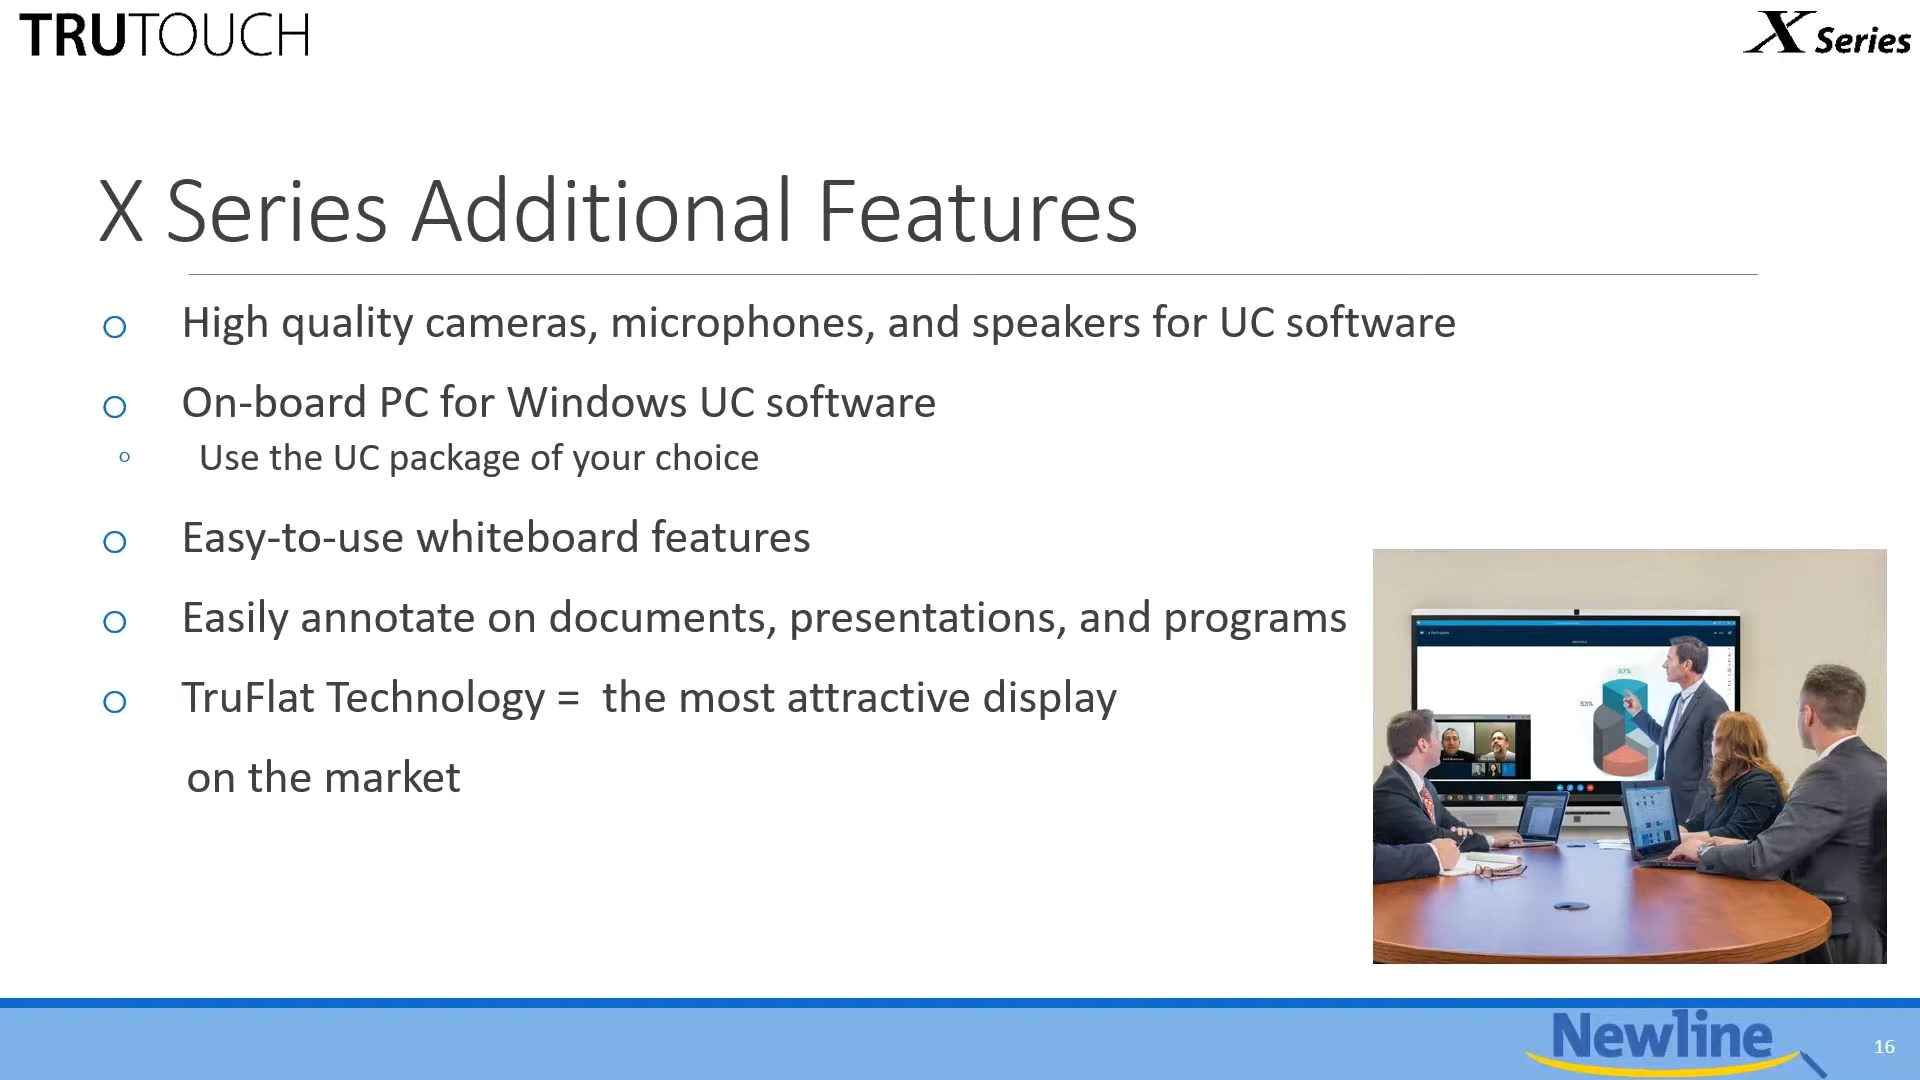 TRUTOUCH
X Series
X Series Additional Features
High quality cameras, microphones, and speakers for UC software
On-board PC for Windows UC software
Use the UC package of your choice
Easy-to-use whiteboard features
Easily annotate on documents, presentations, and programs
TruFlat Technology =  the most attractive display
on the market
67%
53%
Newline
16